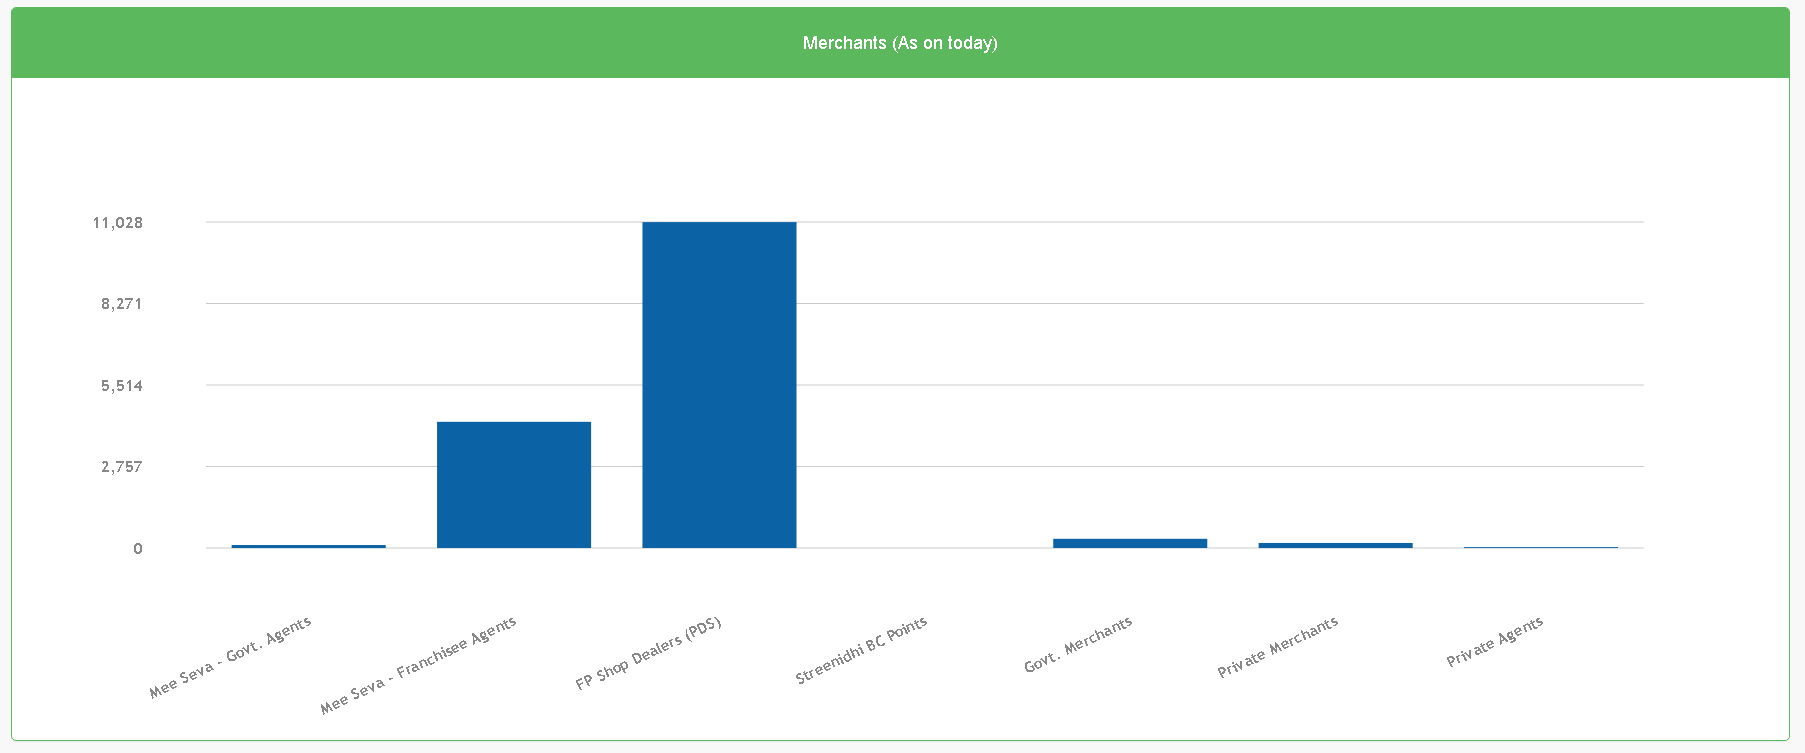 Merchants (As on today)
11,028
8,271
5,514
2,757
0
Mee Seva - Govt. Agents
Mee Seva - Franchisee Agents
FP Shop Dealers (PDS)
Streenidhi BC Points
Govt. Merchants
Private Merchants
Private Agents